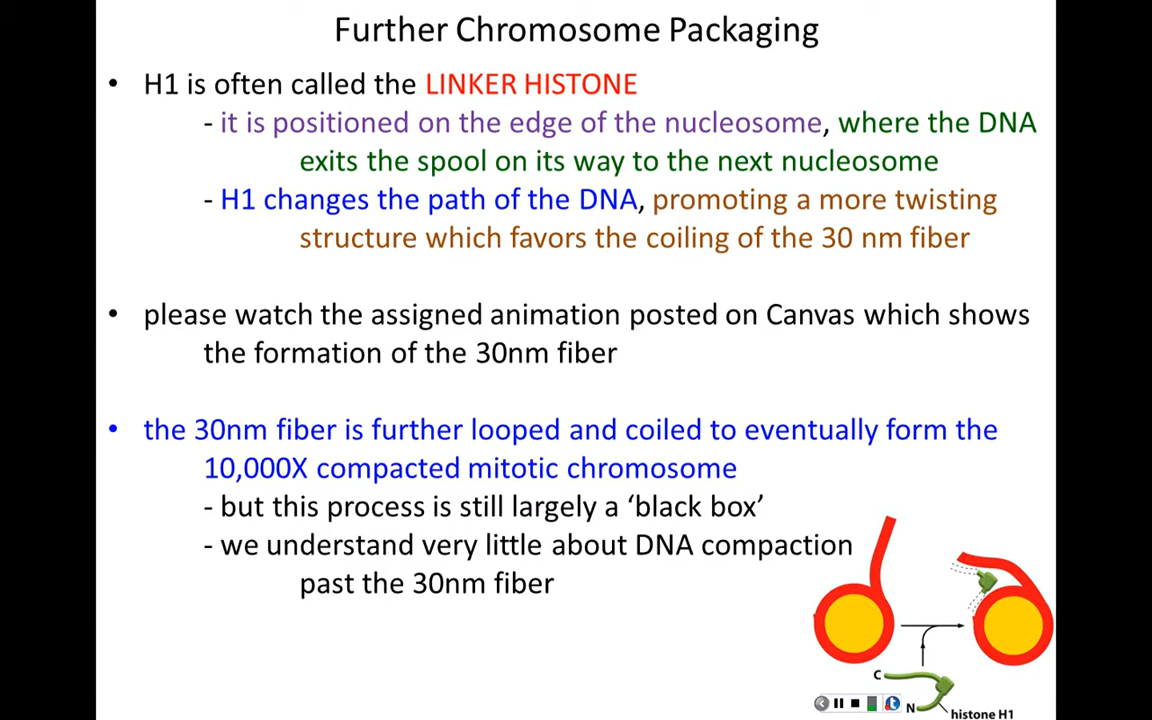 Further Chromosome Packaging
• H1 is often called the LINKER HISTONE
- it is positioned on the edge of the nucleosome, where the DNA
exits the spool on its way to the next nucleosome
- H1 changes the path of the DNA, promoting a more twisting
structure which favors the coiling of the 30 nm fiber
• please watch the assigned animation posted on Canvas which shows
the formation of the 30nm fiber
• the 30nm fiber is further looped and coiled to eventually form the
10,000X compacted mitotic chromosome
- but this process is still largely a ‘black box’
- we understand very little about DNA compaction
past the 30nm fiber
C
N
histone H1